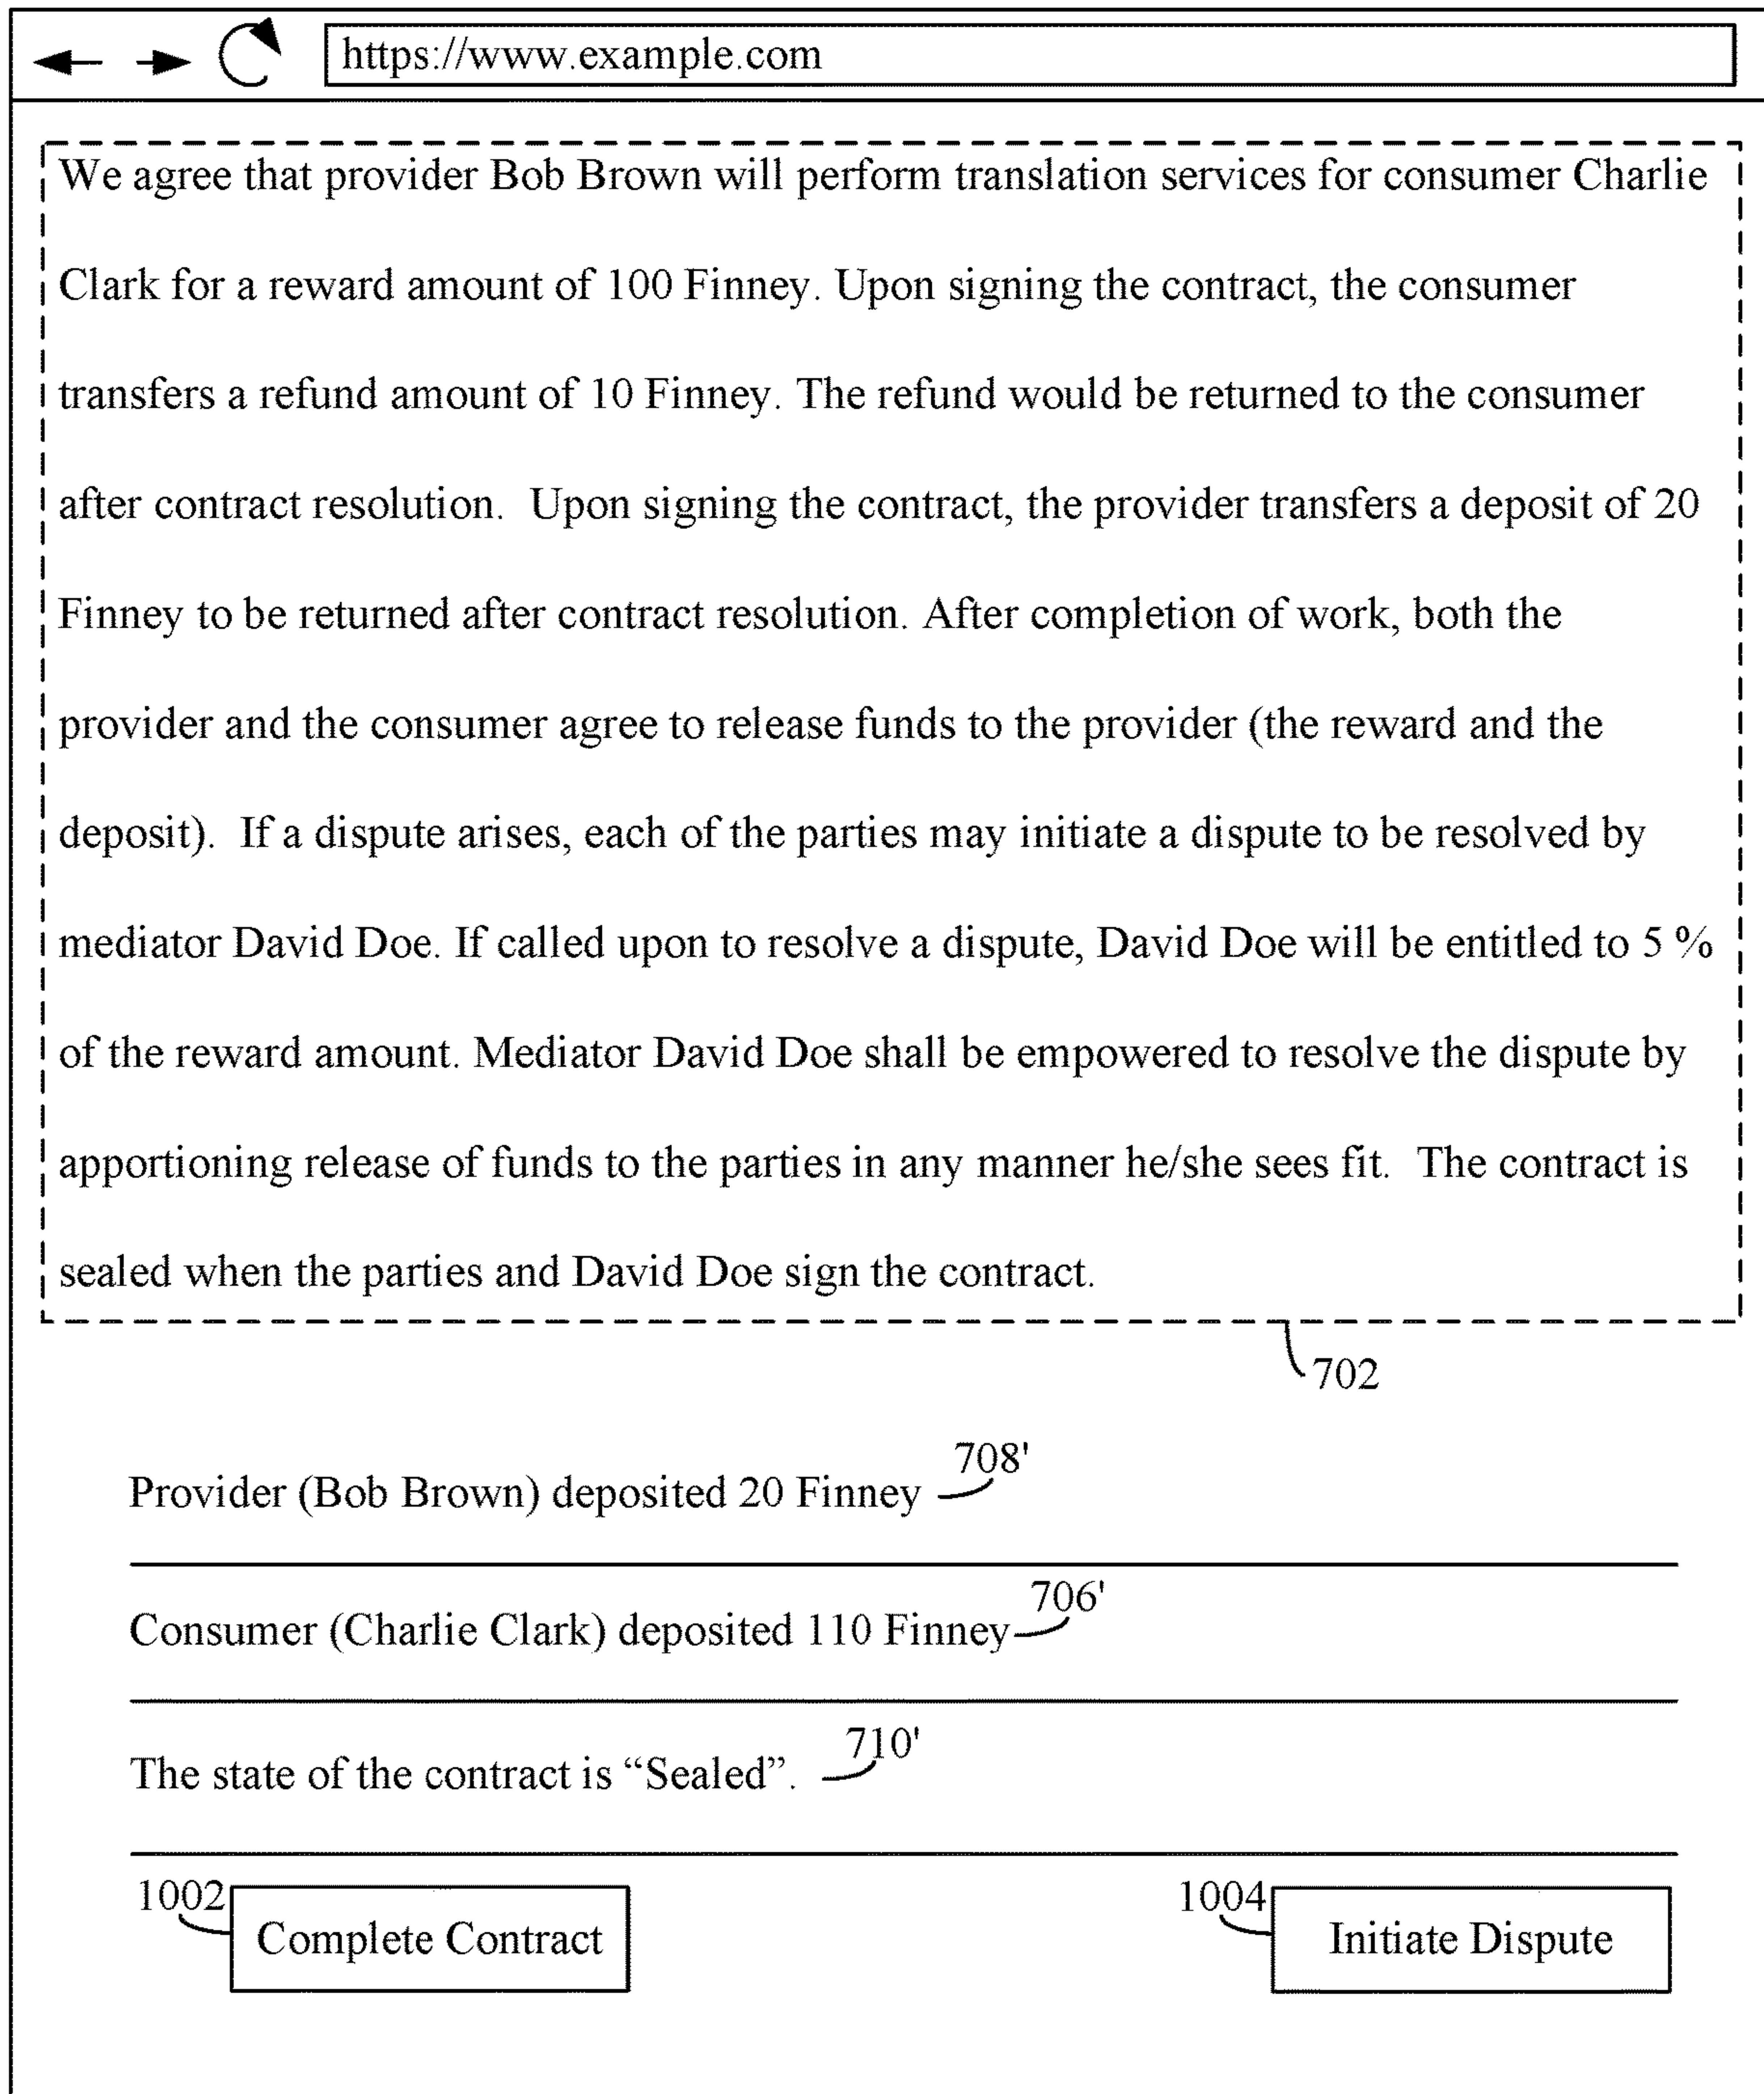 https://www.example.com
We agree that provider Bob Brown will perform translation services for consumer Charlie
Clark for a reward amount of 100 Finney. Upon signing the contract, the consumer
transfers a refund amount of 10 Finney. The refund would be returned to the consumer
after contract resolution.  Upon signing the contract, the provider transfers a deposit of 20
Finney to be returned after contract resolution. After completion of work, both the
provider and the consumer agree to release funds to the provider (the reward and the
deposit).  If a dispute arises, each of the parties may initiate a dispute to be resolved by
mediator David Doe. If called upon to resolve a dispute, David Doe will be entitled to 5 %
of the reward amount. Mediator David Doe shall be empowered to resolve the dispute by
apportioning release of funds to the parties in any manner he/she sees fit.  The contract is
sealed when the parties and David Doe sign the contract.
702
708'
Provider (Bob Brown) deposited 20 Finney
706'
Consumer (Charlie Clark) deposited 110 Finney
710'
The state of the contract is “Sealed”.
1002
Complete Contract
1004
Initiate Dispute